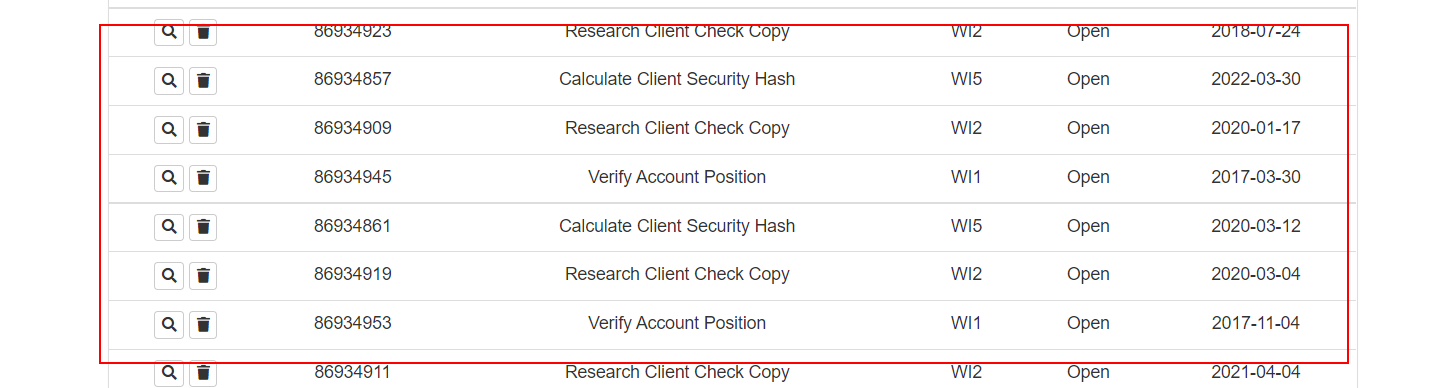 86934923 Research Client Check Copy WI2 Open 2018-07-24
86934857 Calculate Client Security Hash WI5 Open 2022-03-30
86934909 Research Client Check Copy WI2 Open 2020-01-17
86934945 Verify Account Position WI1 Open 2017-03-30
86934861 Calculate Client Security Hash WI5 Open 2020-03-12
86934919 Research Client Check Copy WI2 Open 2020-03-04
86934953 Verify Account Position WI1 Open 2017-11-04
86934911 Research Client Check Copy WI2 Open 2021-04-04